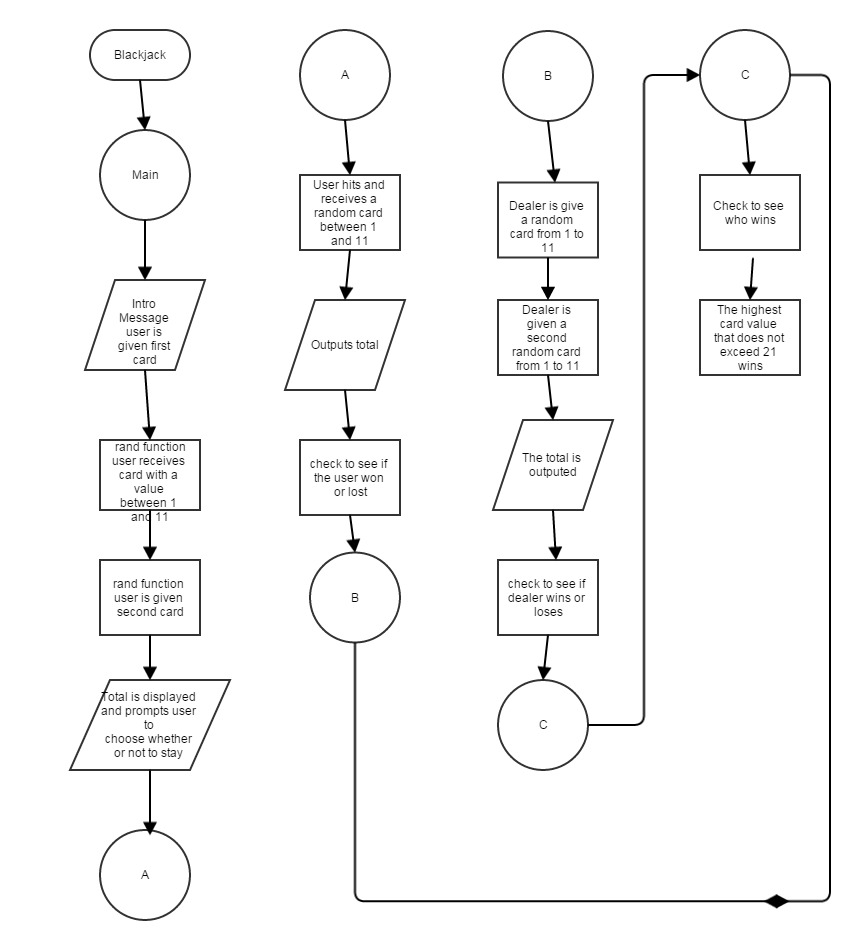 Blackjack
Main
Intro
Message
user is
given first
card
rand function
user receives
card with a
value
between 1
and 11
rand function
user is given
second card
Total is displayed
and prompts user
to
choose whether
or not to stay
A
A
User hits and
receives a
random card
between 1
and 11
Outputs total
check to see if
the user won
or lost
B
B
Dealer is give
a random
card from 1 to
11
Dealer is
given a
second
random card
from 1 to 11
The total is
outputed
check to see if
dealer wins or
loses
C
C
Check to see
who wins
The highest
card value
that does not
exceed 21
wins